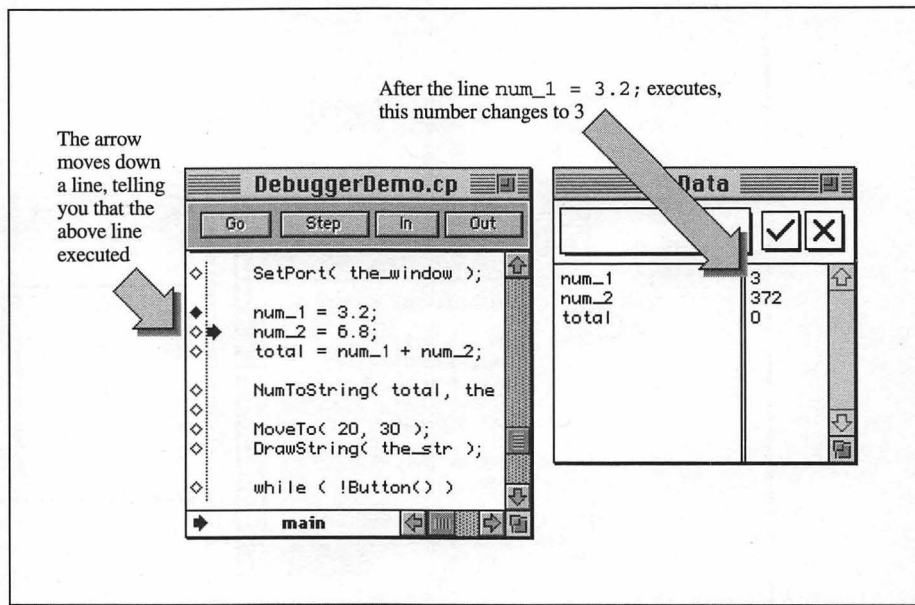 After the line num_1 = 3.2; executes,
this number changes to 3
The arrow
moves down
a line, telling
you that the
above line
executed
DebuggerDemo.cp
Go Step In Out
SetPort( the_window );
num_1 = 3.2;
num_2 = 6.8;
total = num_1 + num_2;
NumToString( total, the
MoveTo( 20, 30 );
DrawString( the_str );
while ( !Button() )
main
Data
num_1 3
num_2 372
total 0